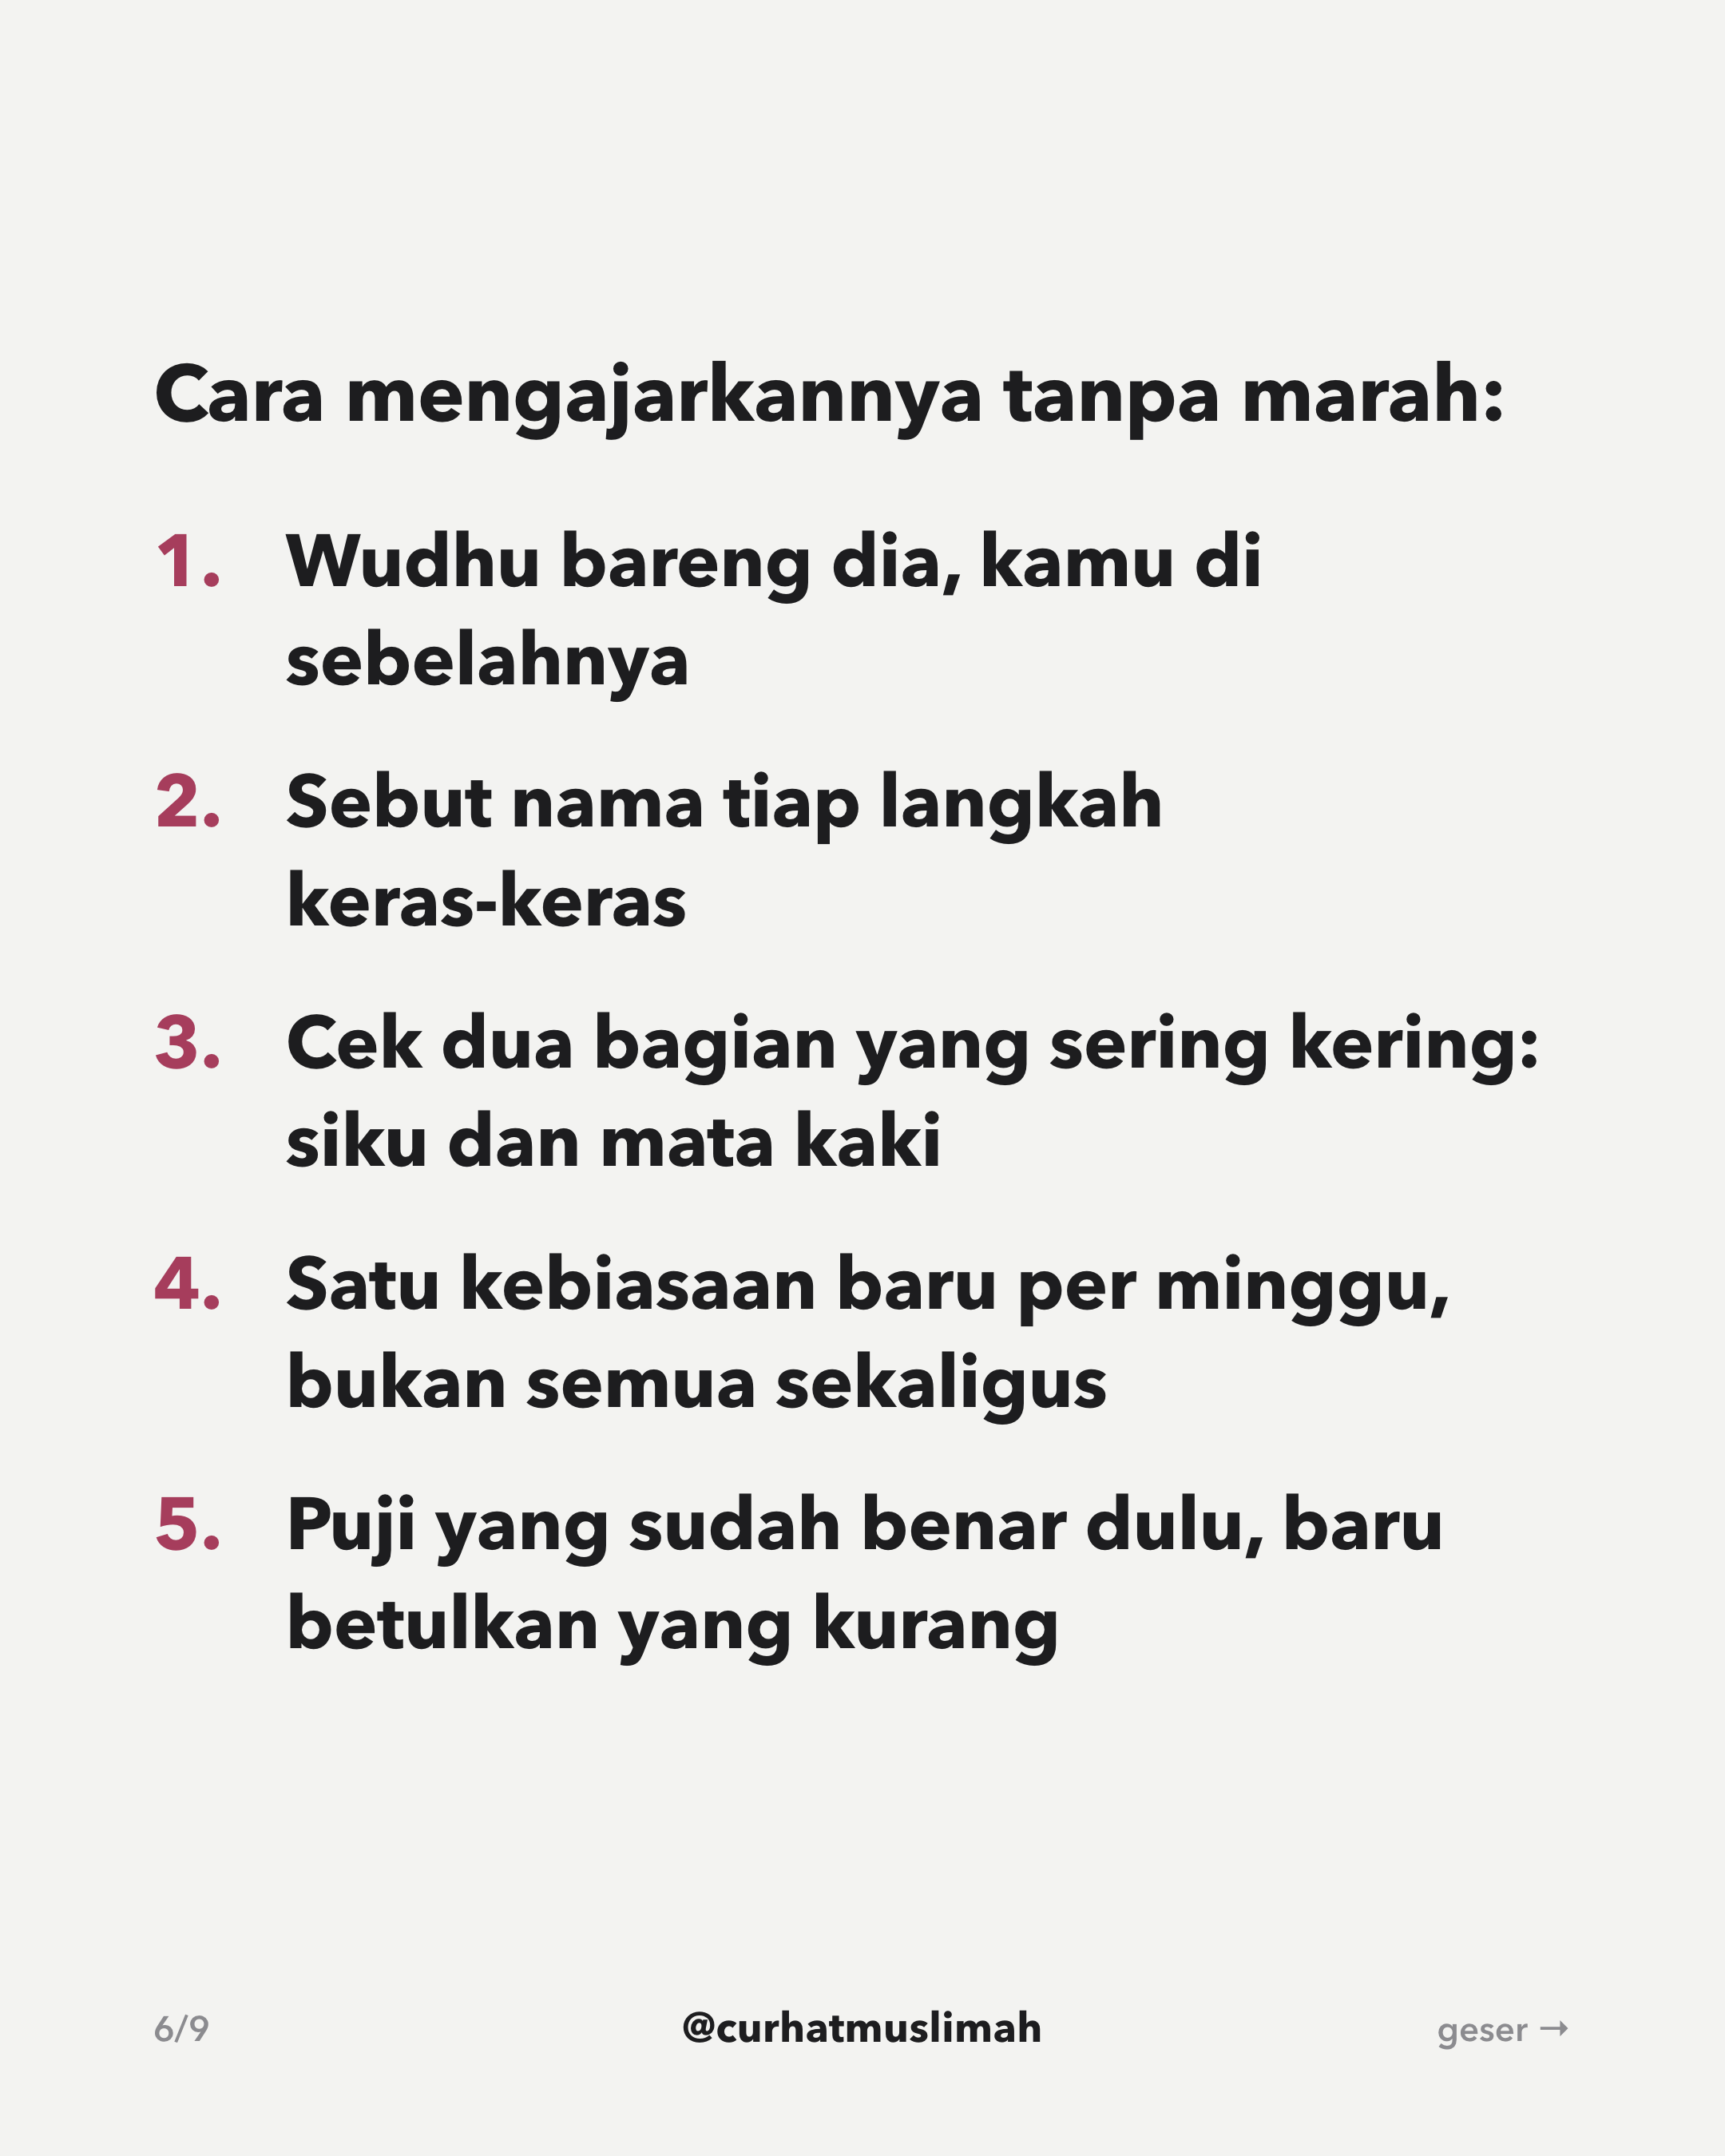 Cara mengajarkannya tanpa marah:
1. Wudhu bareng dia, kamu di
sebelahnya
2. Sebut nama tiap langkah
keras-keras
3. Cek dua bagian yang sering kering:
siku dan mata kaki
4. Satu kebiasaan baru per minggu,
bukan semua sekaligus
5. Puji yang sudah benar dulu, baru
betulkan yang kurang
6/9 @curhatmuslimah geser →